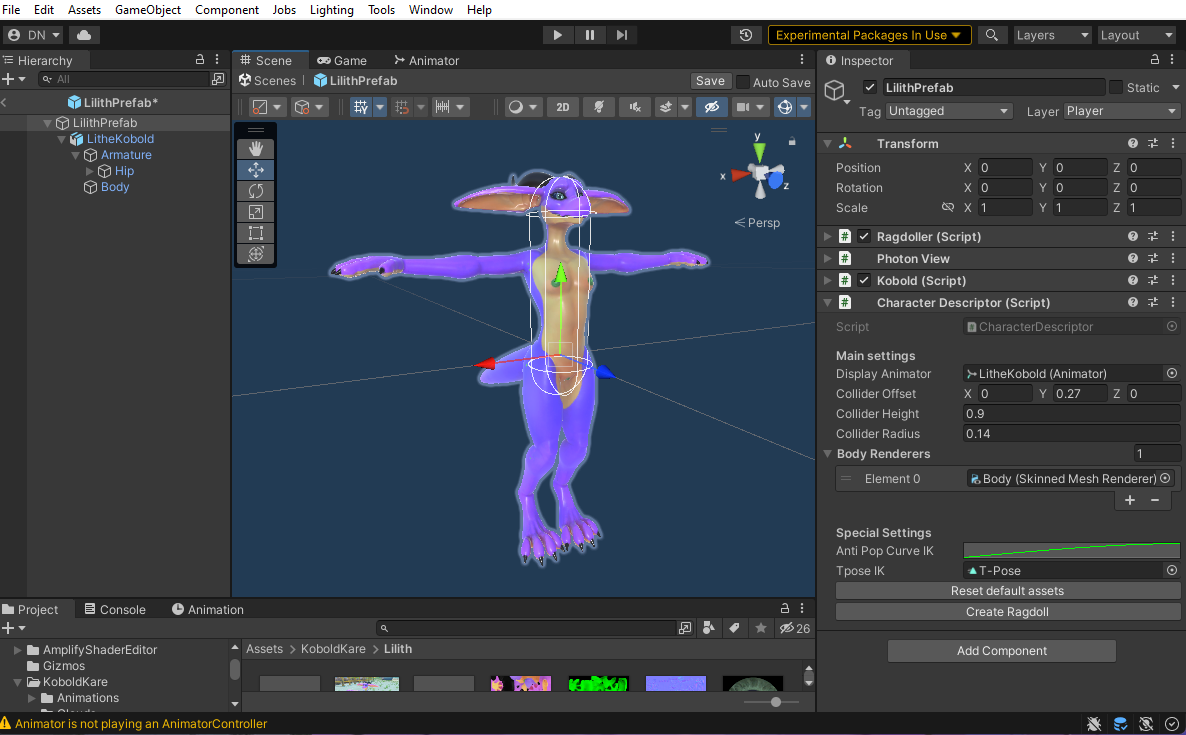 File Edit Assets GameObject Component Jobs Lighting Tools Window Help
DN Experimental Packages In Use Layers Layout
Hierarchy
All
LilithPrefab*
LilithPrefab
LitheKobold
Armature
Hip
Body
Scene Game Animator
Scenes LilithPrefab Save Auto Save
2D
y
x
z
Persp
Inspector
LilithPrefab Static
Tag Untagged Layer Player
Transform
Position X 0 Y 0 Z 0
Rotation X 0 Y 0 Z 0
Scale X 1 Y 1 Z 1
# Ragdoller (Script)
# Photon View
# Kobold (Script)
# Character Descriptor (Script)
Script CharacterDescriptor
Main settings
Display Animator LitheKobold (Animator)
Collider Offset X 0 Y 0.27 Z 0
Collider Height 0.9
Collider Radius 0.14
Body Renderers 1
Element 0 Body (Skinned Mesh Renderer)
+ −
Special Settings
Anti Pop Curve IK
Tpose IK T-Pose
Reset default assets
Create Ragdoll
Add Component
Project Console Animation
26
AmplifyShaderEditor
Gizmos
KoboldKare
Animations
Assets > KoboldKare > Lilith
Animator is not playing an AnimatorController